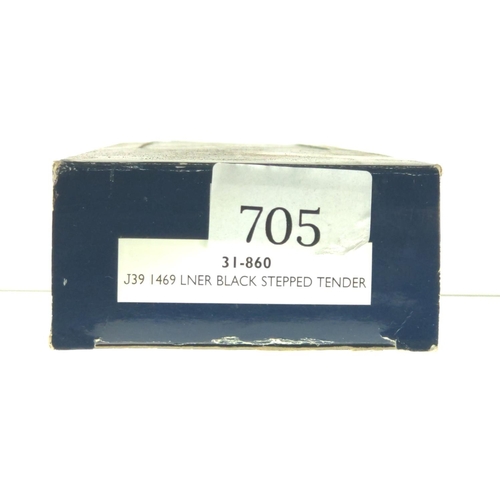 705
31-860
J39 1469 LNER BLACK STEPPED TENDER